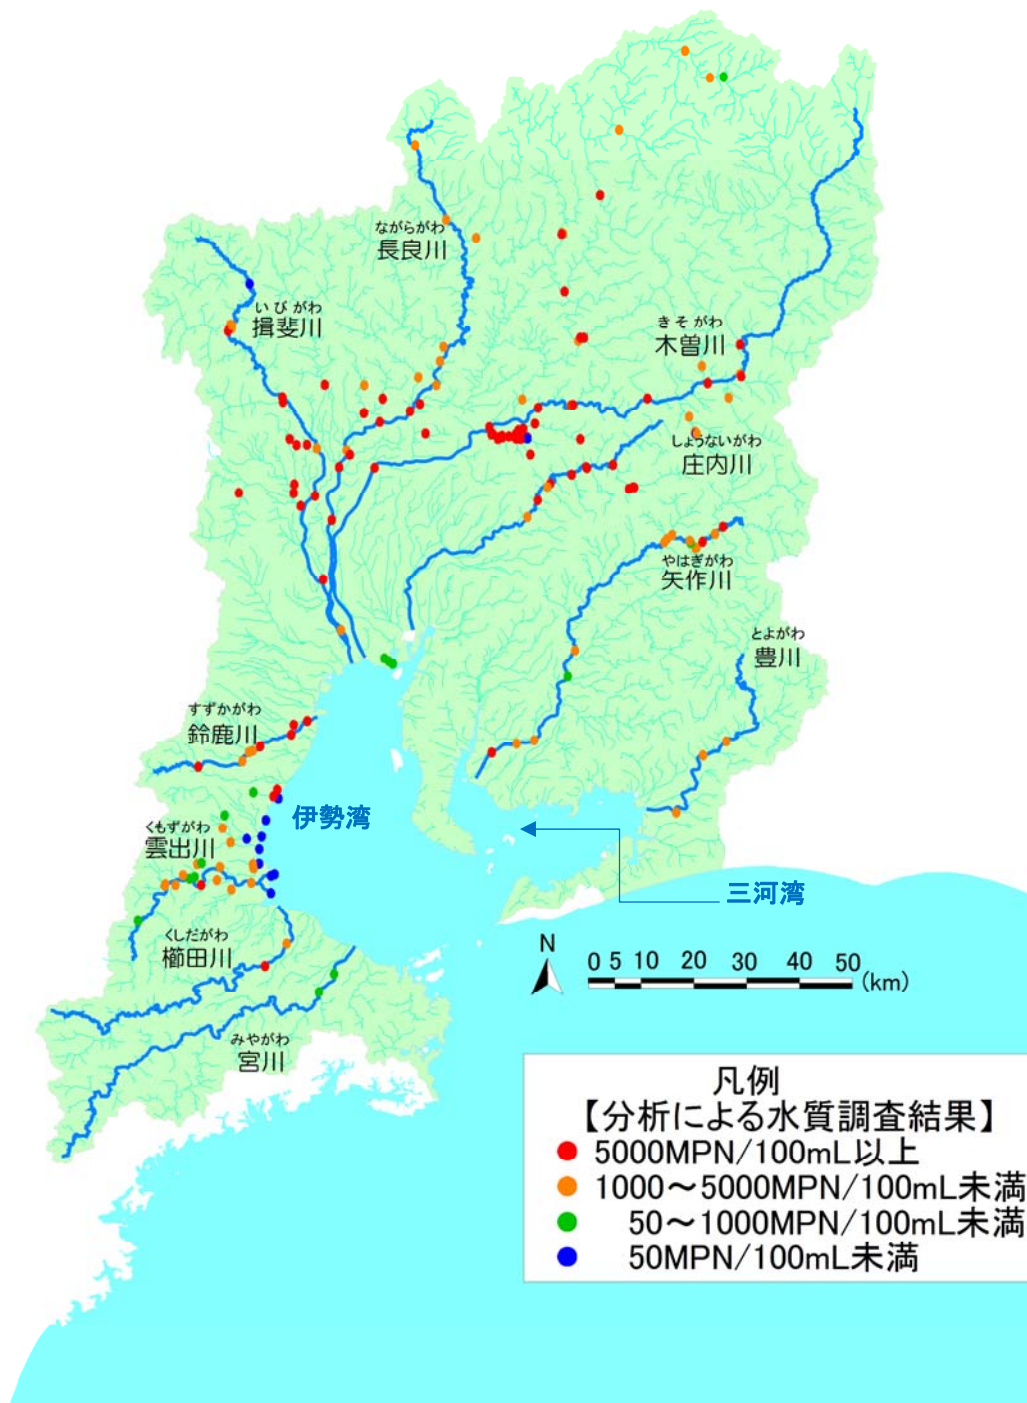 ながらがわ
長良川
いびがわ
揖斐川
きそがわ
木曽川
しょうないがわ
庄内川
やはぎがわ
矢作川
とよがわ
豊川
すずかがわ
鈴鹿川
伊勢湾
くもずがわ
雲出川
三河湾
くしだがわ
櫛田川
N
0 5 10 20 30 40 50
(km)
みやがわ
宮川
凡例
【分析による水質調査結果】
5000MPN/100mL以上
1000～5000MPN/100mL未満
50～1000MPN/100mL未満
50MPN/100mL未満